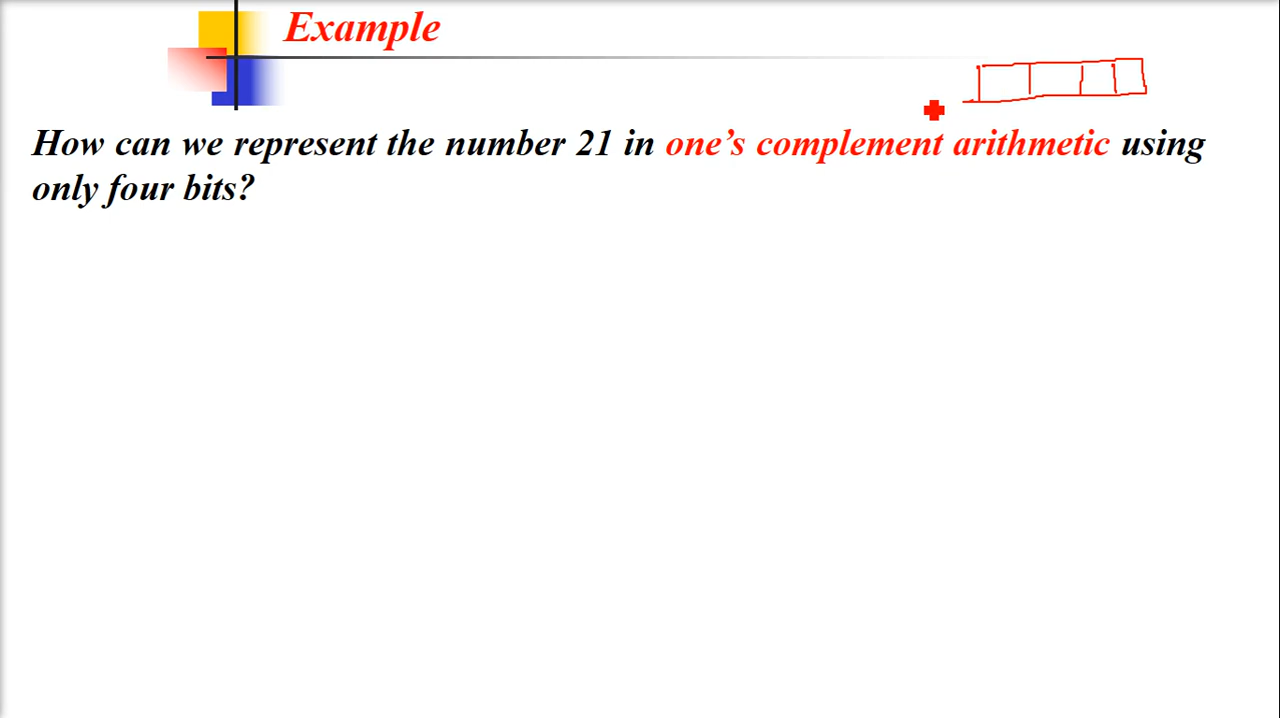 Example
How can we represent the number 21 in one’s complement arithmetic using
only four bits?